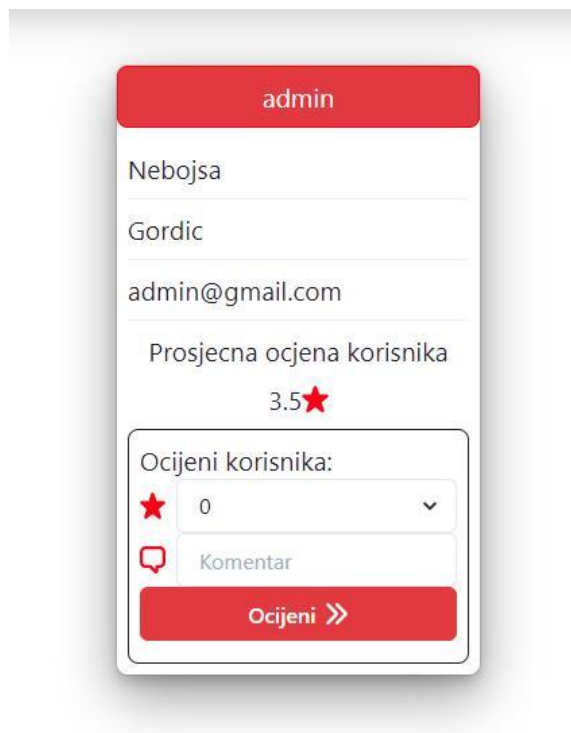 admin
Nebojsa
Gordic
admin@gmail.com
Prosjecna ocjena korisnika
3.5
Ocijeni korisnika:
0
Komentar
Ocijeni